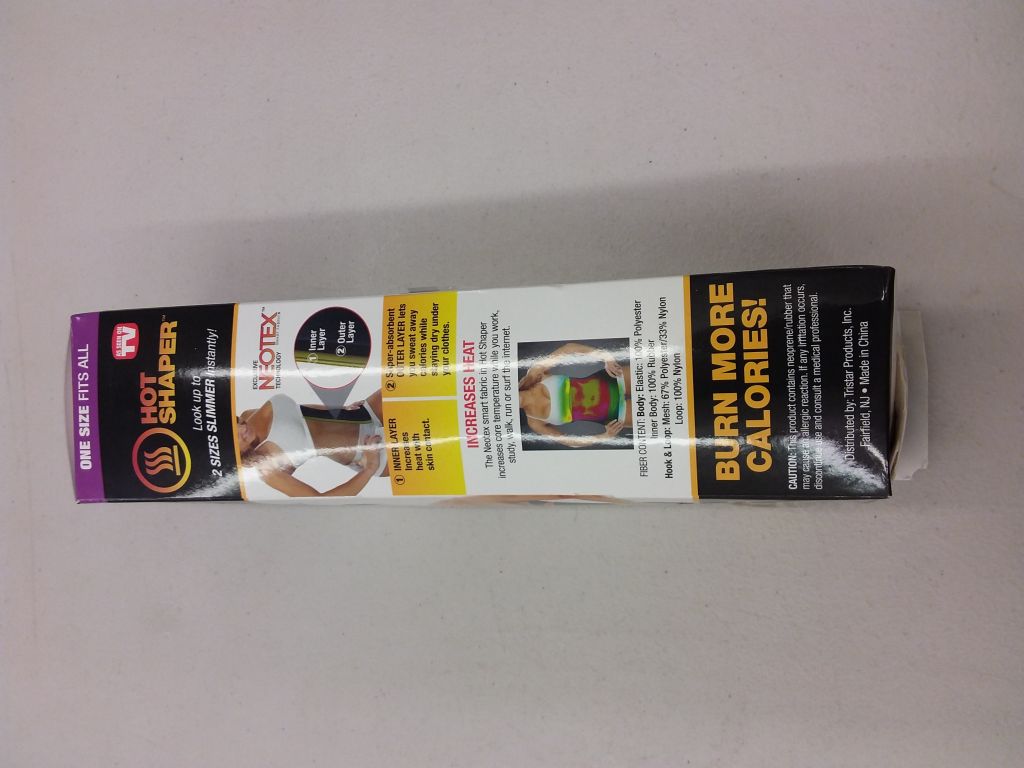 ONE SIZE FITS ALL
AS SEEN ON
TV
HOT
SHAPER™
Look up to
2 SIZES SLIMMER Instantly!
EXCLUSIVE
NEOTEX™
TECHNOLOGY
① Inner
Layer
② Outer
Layer
① INNER LAYER
increases
heat with
skin contact.
② Super-absorbent
OUTER LAYER lets
you sweat away
calories while
staying dry under
your clothes.
INCREASES HEAT
The Neotex smart fabric in Hot Shaper
increases core temperature while you work,
study, walk, run or surf the internet.
FIBER CONTENT: Body: Elastic: 100% Polyester
Inner Body: 100% Rubber
Hook & Loop: Mesh: 67% Polyester/33% Nylon
Loop: 100% Nylon
BURN MORE
CALORIES!
CAUTION: This product contains neoprene/rubber that
may cause an allergic reaction. If any irritation occurs,
discontinue use and consult a medical professional.
Distributed by: Tristar Products, Inc.
Fairfield, NJ • Made in China